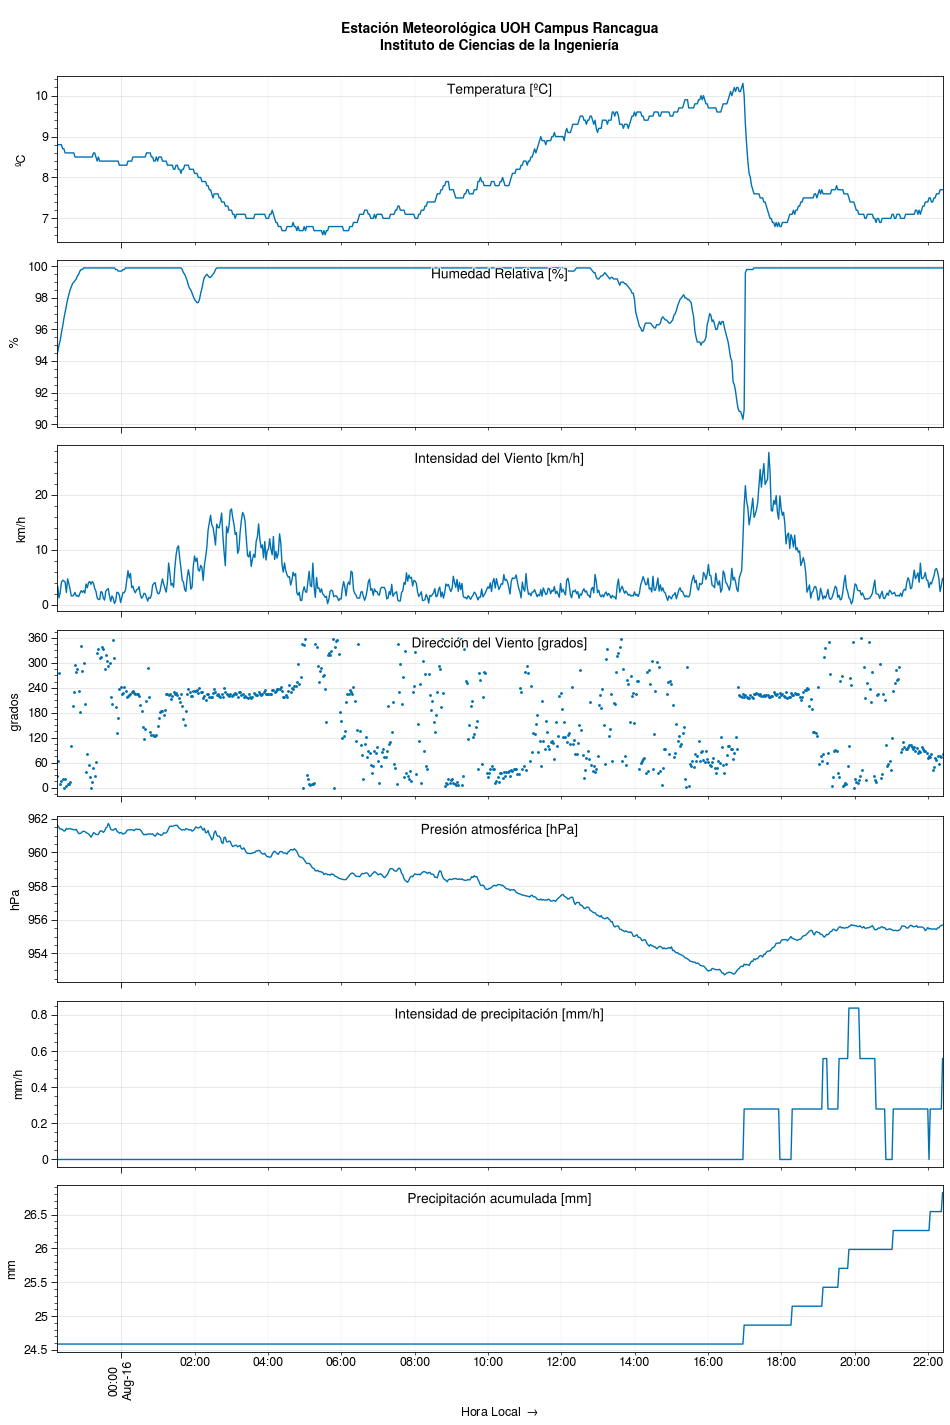 Estación Meteorológica UOH Campus Rancagua
Instituto de Ciencias de la Ingeniería
Temperatura [ºC]
ºC
10
9
8
7
Humedad Relativa [%]
%
100
98
96
94
92
90
Intensidad del Viento [km/h]
km/h
20
10
0
Dirección del Viento [grados]
grados
360
300
240
180
120
60
0
Presión atmosférica [hPa]
hPa
962
960
958
956
954
Intensidad de precipitación [mm/h]
mm/h
0.8
0.6
0.4
0.2
0
Precipitación acumulada [mm]
mm
26.5
26
25.5
25
24.5
00:00
Aug-16
02:00
04:00
06:00
08:00
10:00
12:00
14:00
16:00
18:00
20:00
22:00
Hora Local →